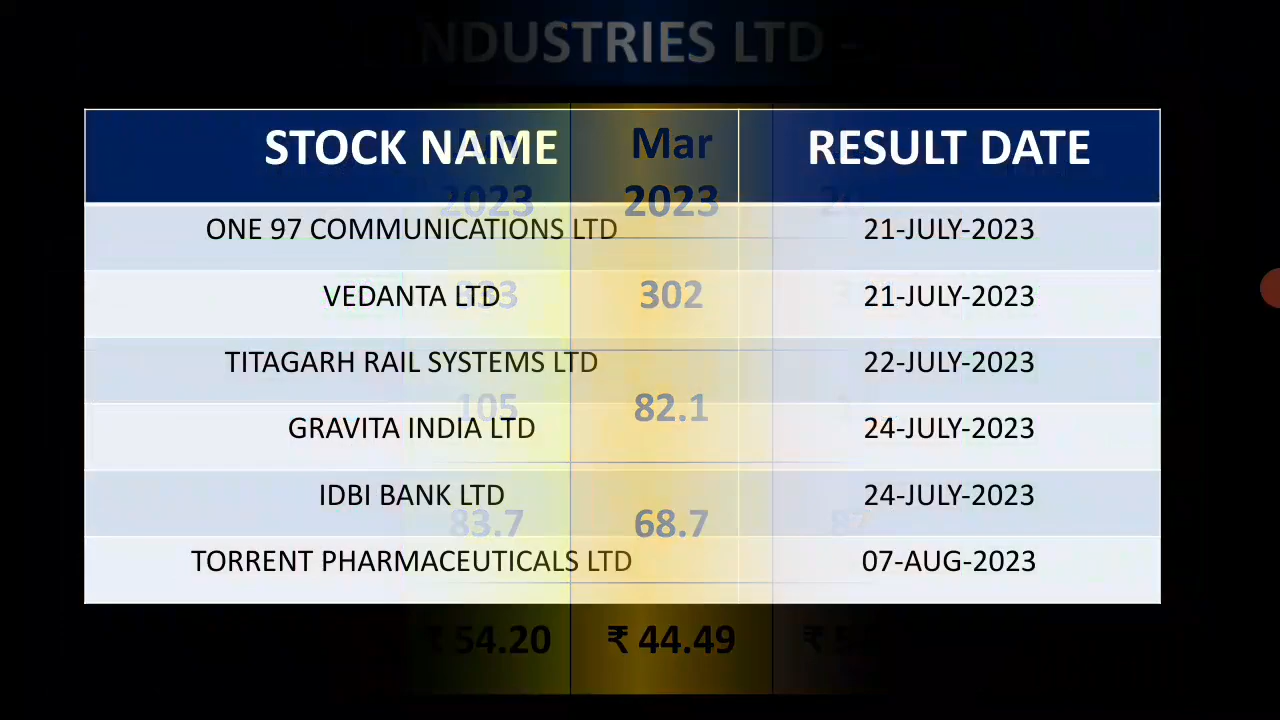 INDUSTRIES LTD -
STOCK NAME RESULT DATE
Mar
2023 2023
ONE 97 COMMUNICATIONS LTD 21-JULY-2023
VEDANTA LTD 21-JULY-2023
302
TITAGARH RAIL SYSTEMS LTD 22-JULY-2023
105 82.1
GRAVITA INDIA LTD 24-JULY-2023
IDBI BANK LTD 24-JULY-2023
83.7 68.7
TORRENT PHARMACEUTICALS LTD 07-AUG-2023
₹ 54.20 ₹ 44.49